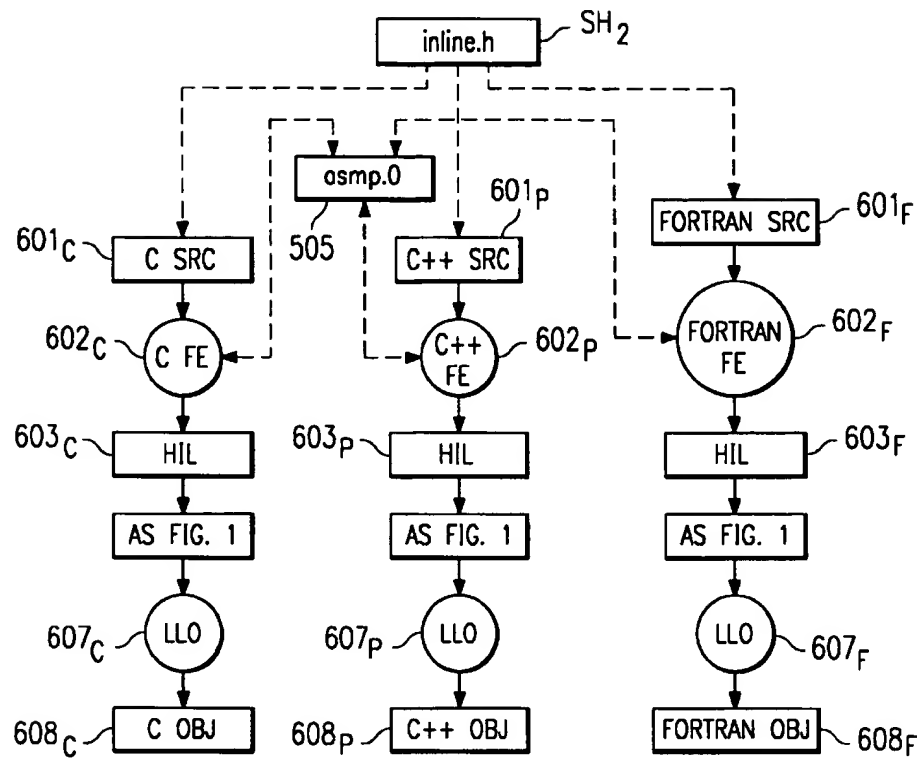 inline.h SH2
asmp.0
505
601C 601P 601F
C SRC C++ SRC FORTRAN SRC
602C C FE C++ FE 602P FORTRAN FE 602F
603C HIL 603P HIL HIL 603F
AS FIG. 1 AS FIG. 1 AS FIG. 1
LLO LLO LLO
607C 607P 607F
C OBJ C++ OBJ FORTRAN OBJ
608C 608P 608F